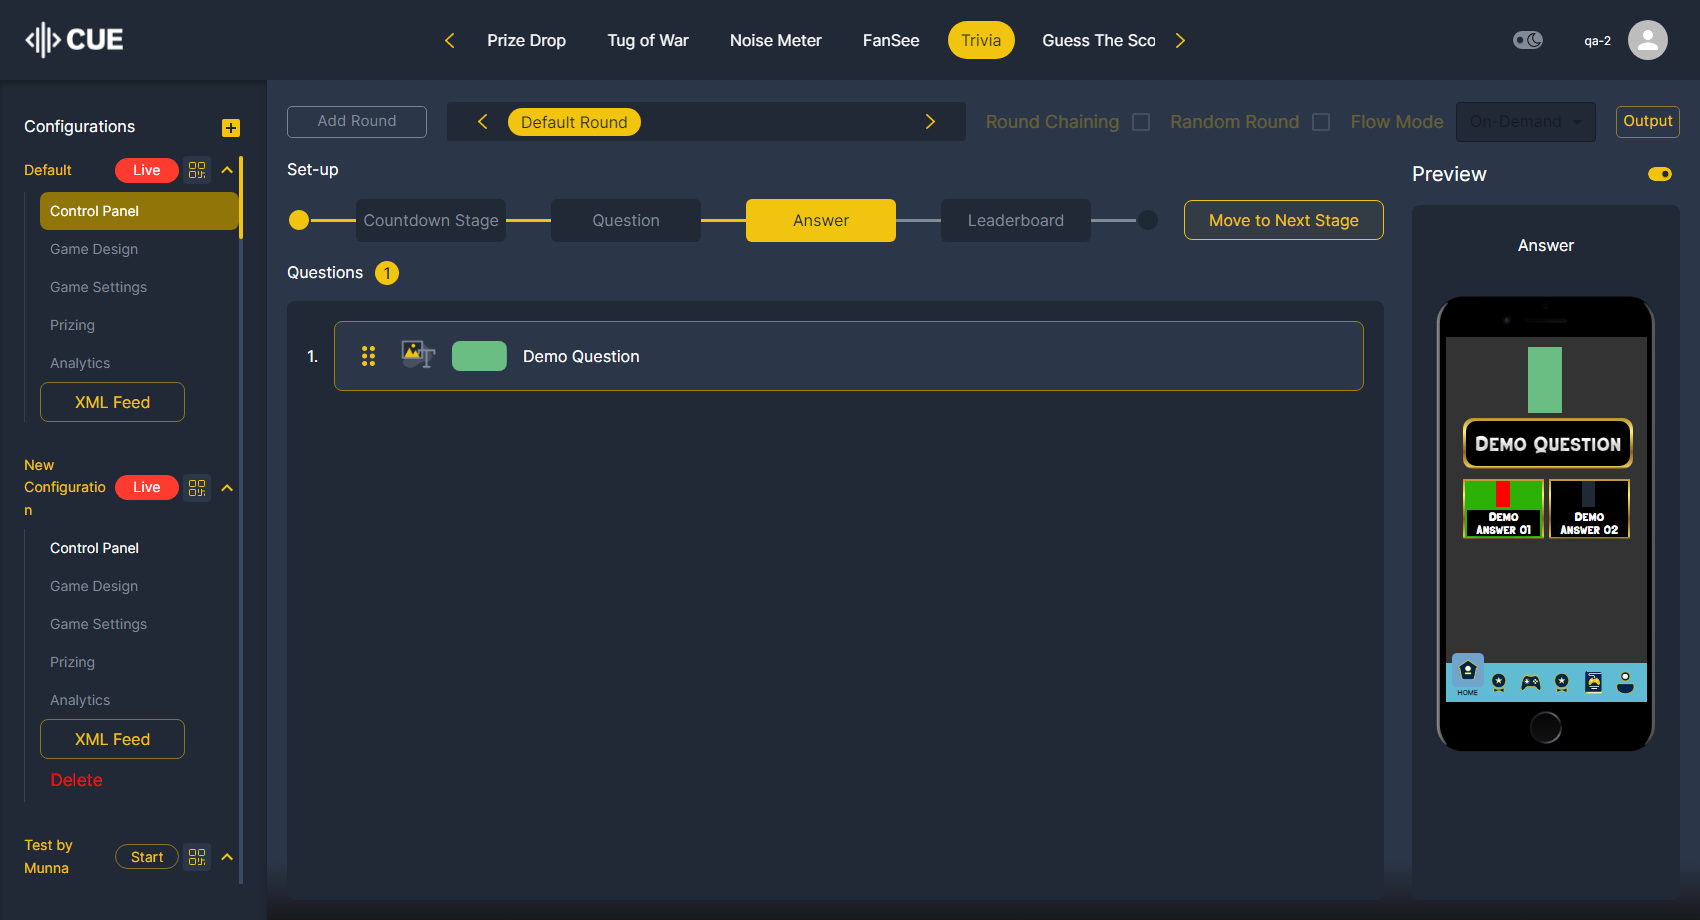 CUE
Prize Drop
Tug of War
Noise Meter
FanSee
Trivia
Guess The Sco
qa-2
Configurations
Default
Live
Control Panel
Game Design
Game Settings
Prizing
Analytics
XML Feed
New
Configuratio
n
Live
Control Panel
Game Design
Game Settings
Prizing
Analytics
XML Feed
Delete
Test by
Munna
Start
Add Round
Default Round
Round Chaining
Random Round
Flow Mode
On-Demand
Output
Set-up
Countdown Stage
Question
Answer
Leaderboard
Move to Next Stage
Questions 1
1.
Demo Question
Preview
Answer
Demo Question
Demo
Answer 01
Demo
Answer 02
HOME